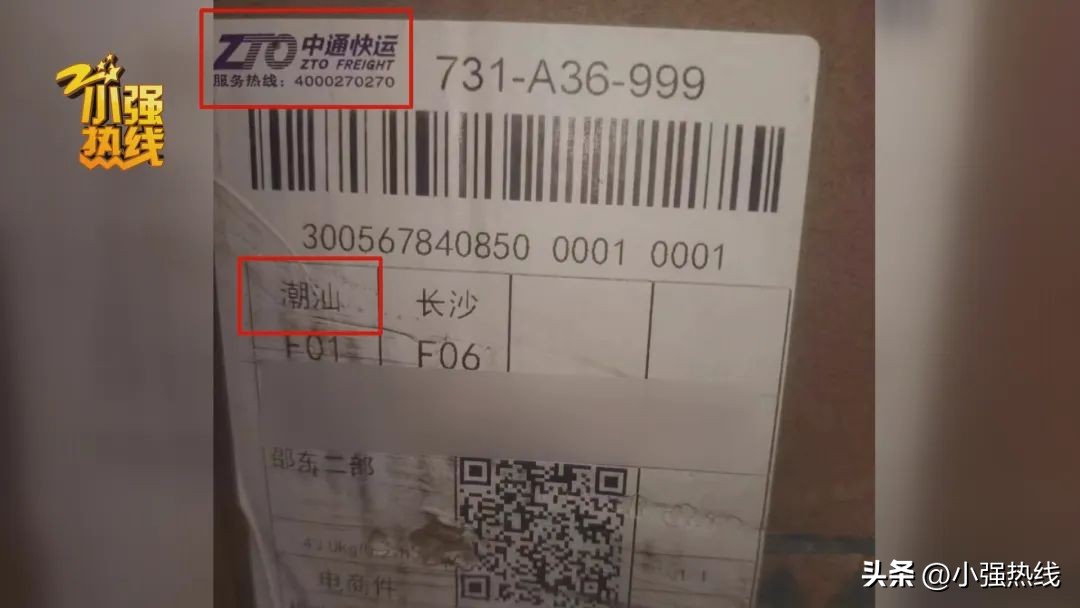 小强热线
ZTO 中通快运
ZTO FREIGHT
服务热线：4000270270
731-A36-999
300567840850 0001 0001
潮汕 长沙
F01 F06
邵东二部
电商件
头条 @小强热线